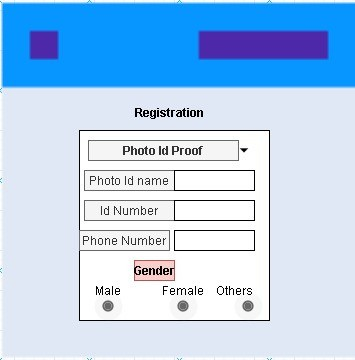 Registration
Photo Id Proof
Photo Id name
Id Number
Phone Number
Gender
Male Female Others